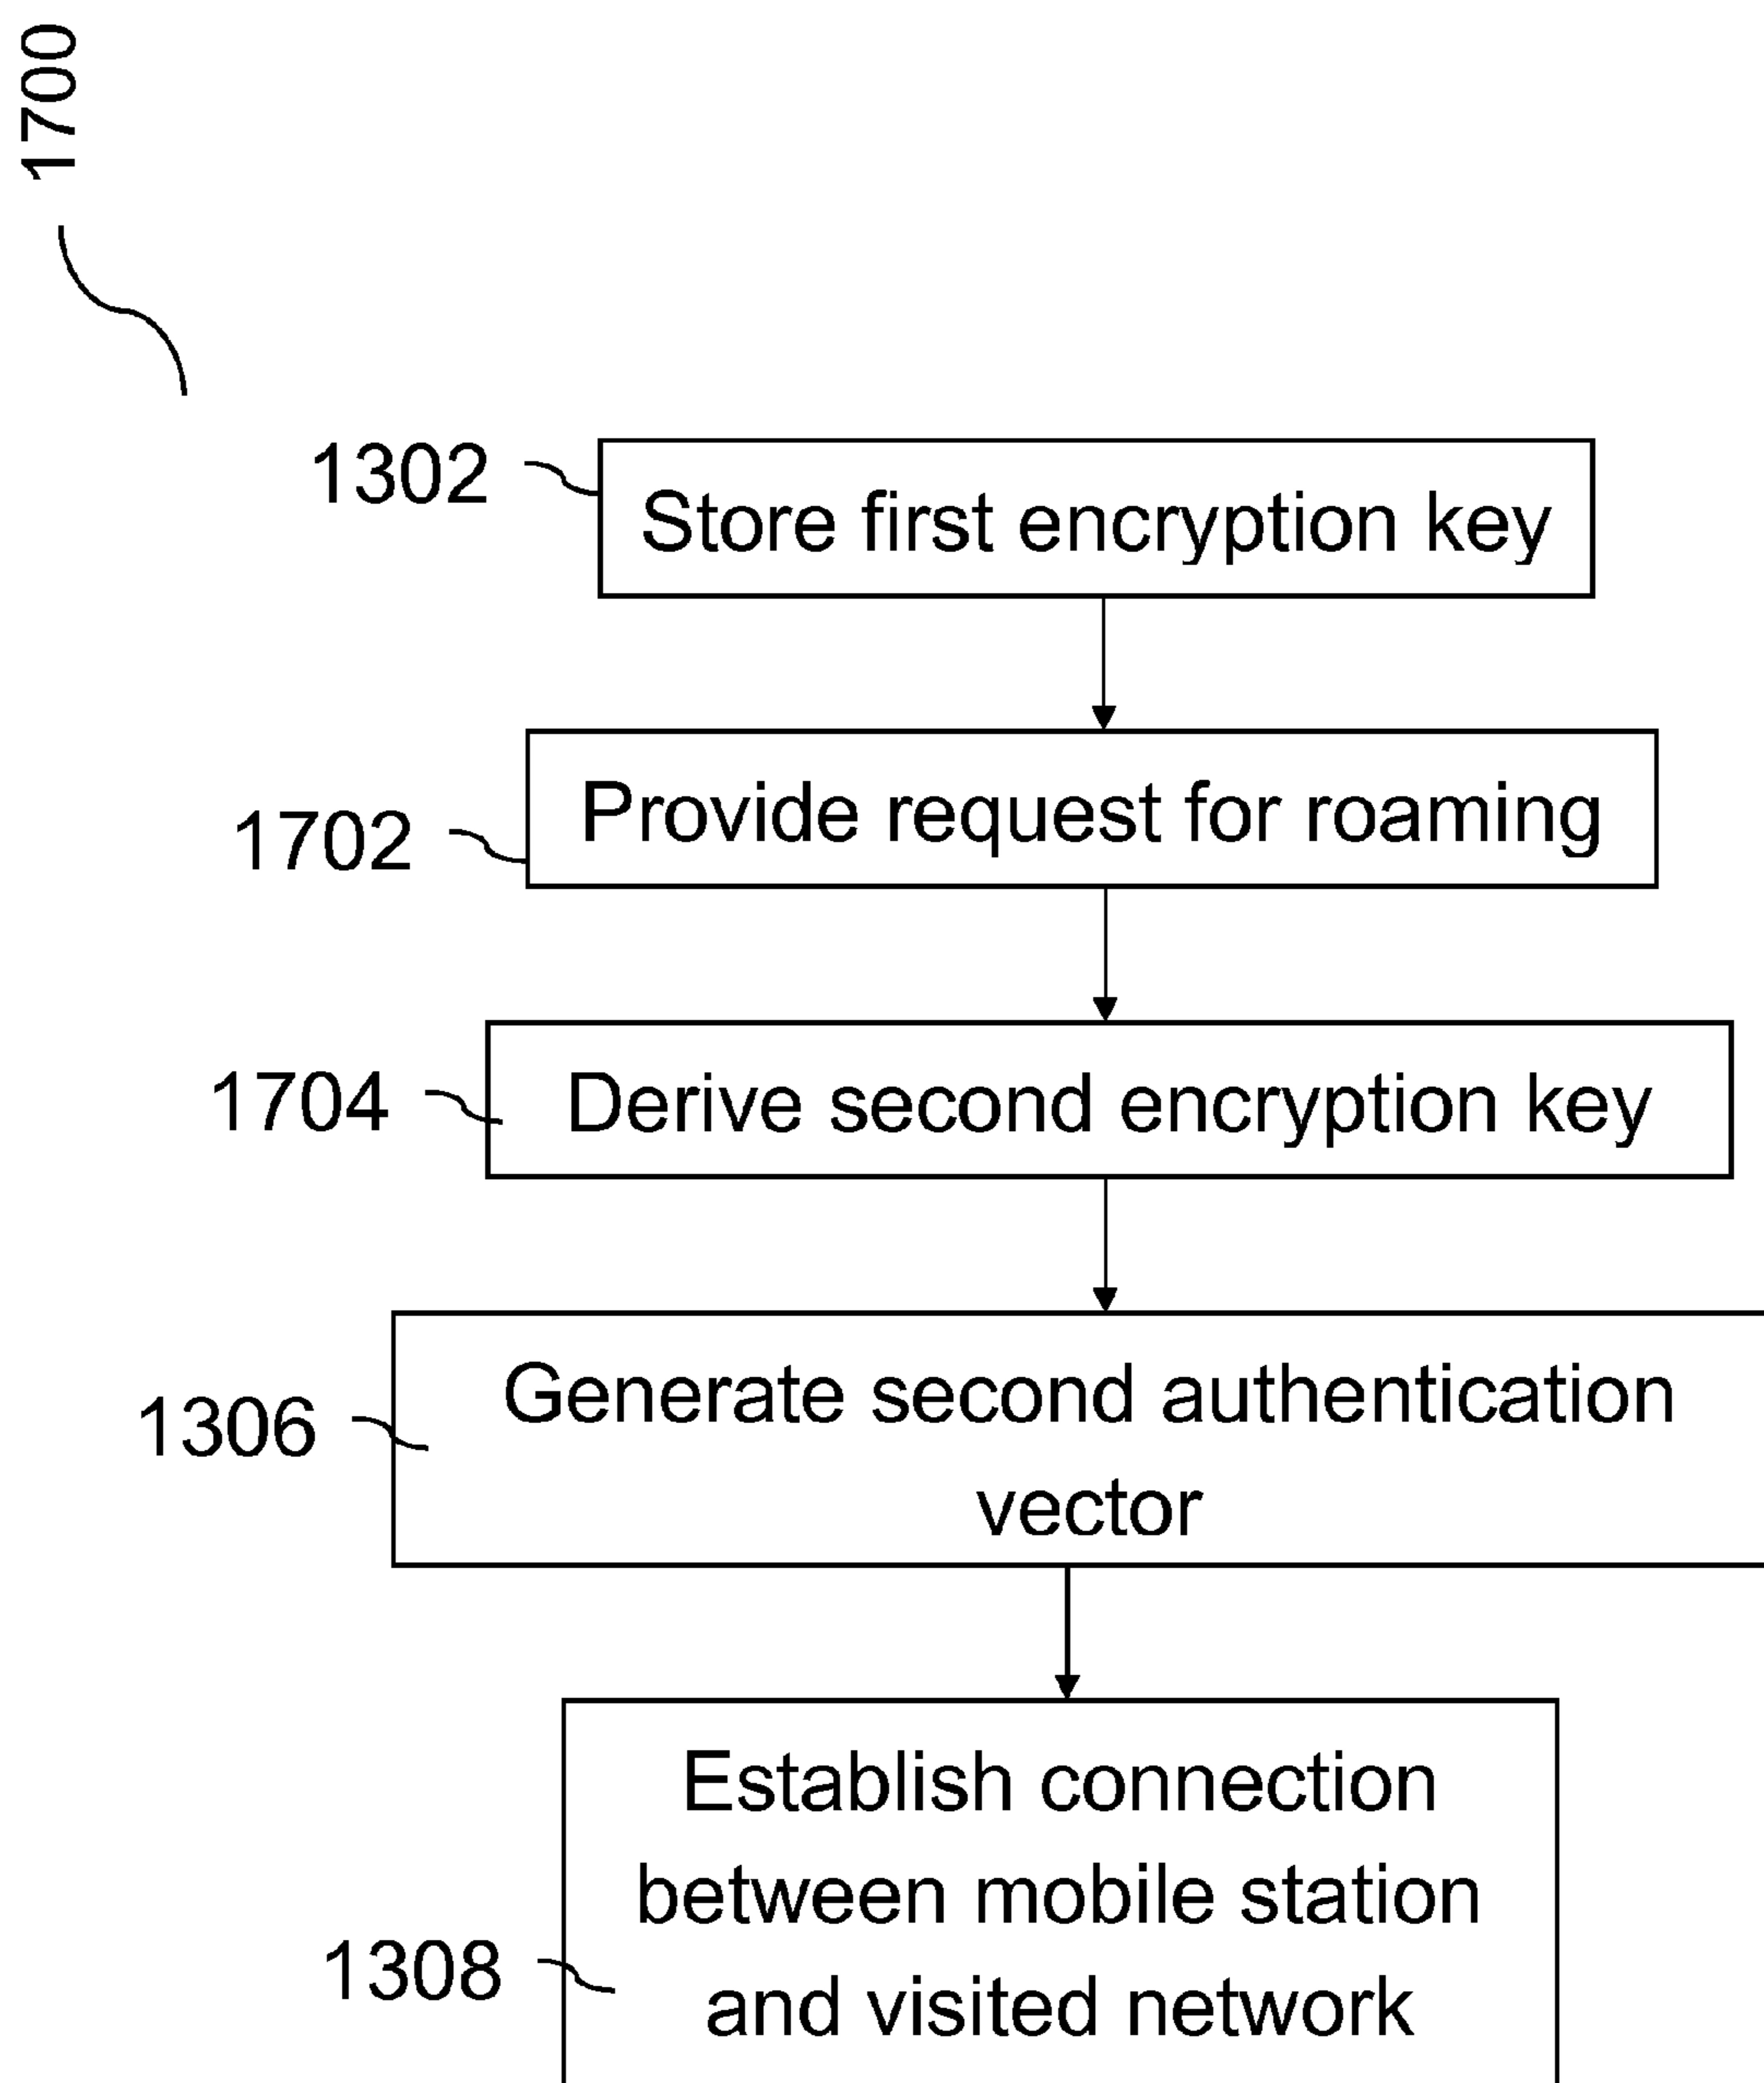 1700
1302
Store first encryption key
1702
Provide request for roaming
1704
Derive second encryption key
1306
Generate second authentication
vector
1308
Establish connection
between mobile station
and visited network